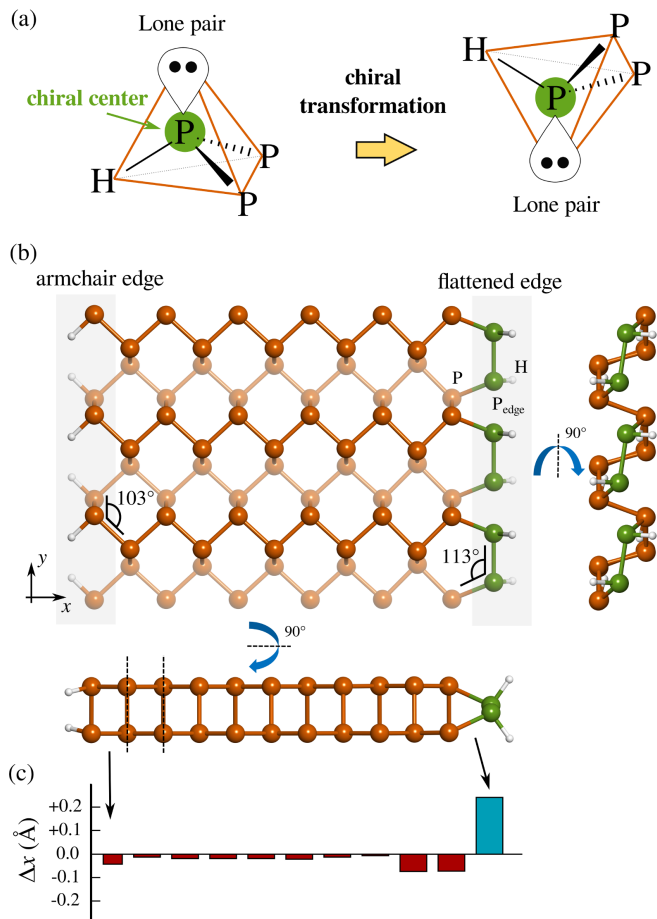 (a)
Lone pair
chiral center
P
H
P
P
chiral
transformation
H
P
P
P
Lone pair
(b)
armchair edge
flattened edge
P
H
P_edge
90°
103°
113°
y
x
90°
(c)
Δx (Å)
+0.2
+0.1
0.0
-0.1
-0.2